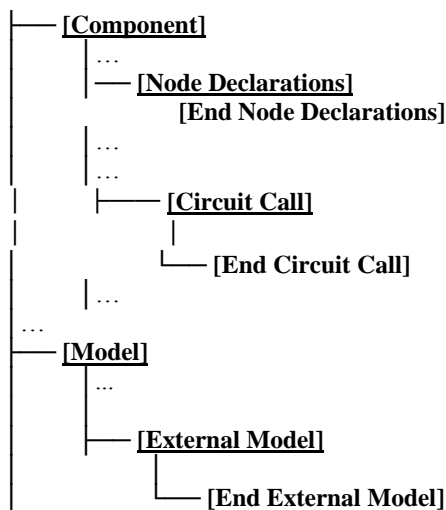 [Component]
...
[Node Declarations]
[End Node Declarations]
...
...
[Circuit Call]
[End Circuit Call]
...
...
[Model]
...
[External Model]
[End External Model]